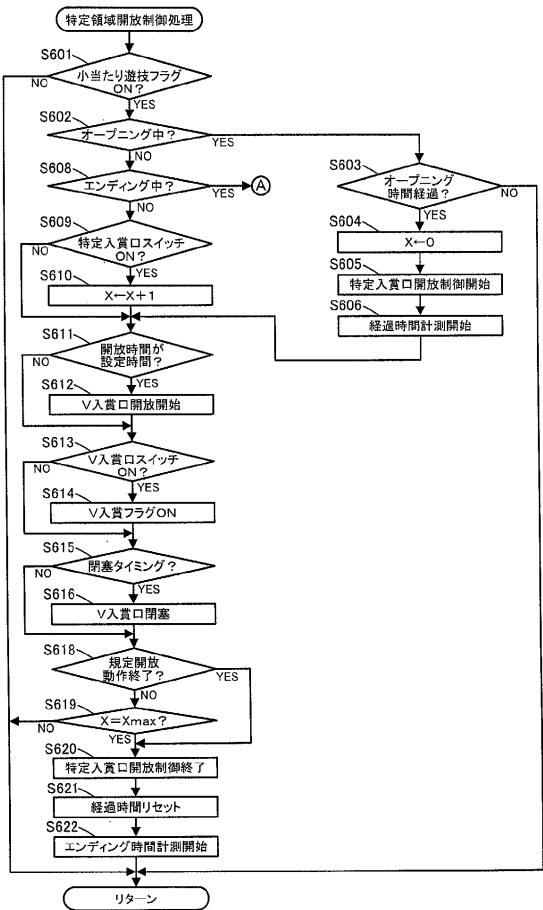 特定領域開放制御処理
S601
小当たり遊技フラグ
ON?
NO
YES
S602
オープニング中?
YES
NO
S603
オープニング
時間経過?
NO
YES
S604
X←0
S605
特定入賞口開放制御開始
S606
経過時間計測開始
S608
エンディング中?
YES
A
NO
S609
特定入賞口スイッチ
ON?
NO
YES
S610
X←X+1
S611
開放時間が
設定時間?
NO
YES
S612
V入賞口開放開始
S613
V入賞口スイッチ
ON?
NO
YES
S614
V入賞フラグON
S615
閉塞タイミング?
NO
YES
S616
V入賞口閉塞
S618
規定開放
動作終了?
YES
NO
S619
X=Xmax?
NO
YES
S620
特定入賞口開放制御終了
S621
経過時間リセット
S622
エンディング時間計測開始
リターン